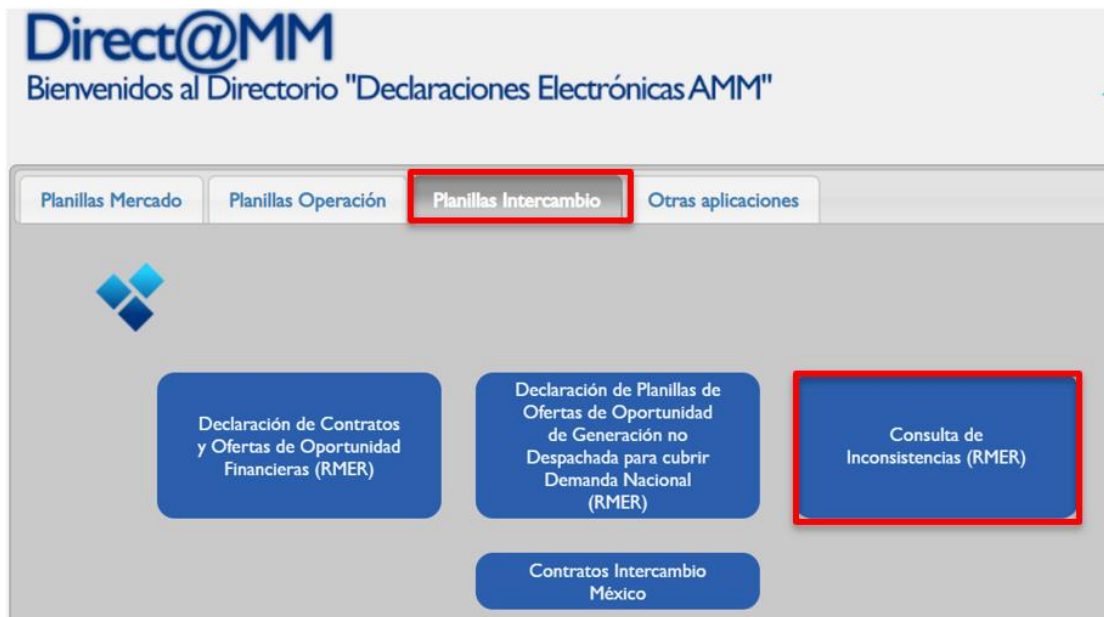 Direct@MM
Bienvenidos al Directorio "Declaraciones Electrónicas AMM"
Planillas Mercado
Planillas Operación
Planillas Intercambio
Otras aplicaciones
Declaración de Contratos
y Ofertas de Oportunidad
Financieras (RMER)
Declaración de Planillas de
Ofertas de Oportunidad
de Generación no
Despachada para cubrir
Demanda Nacional
(RMER)
Consulta de
Inconsistencias (RMER)
Contratos Intercambio
México